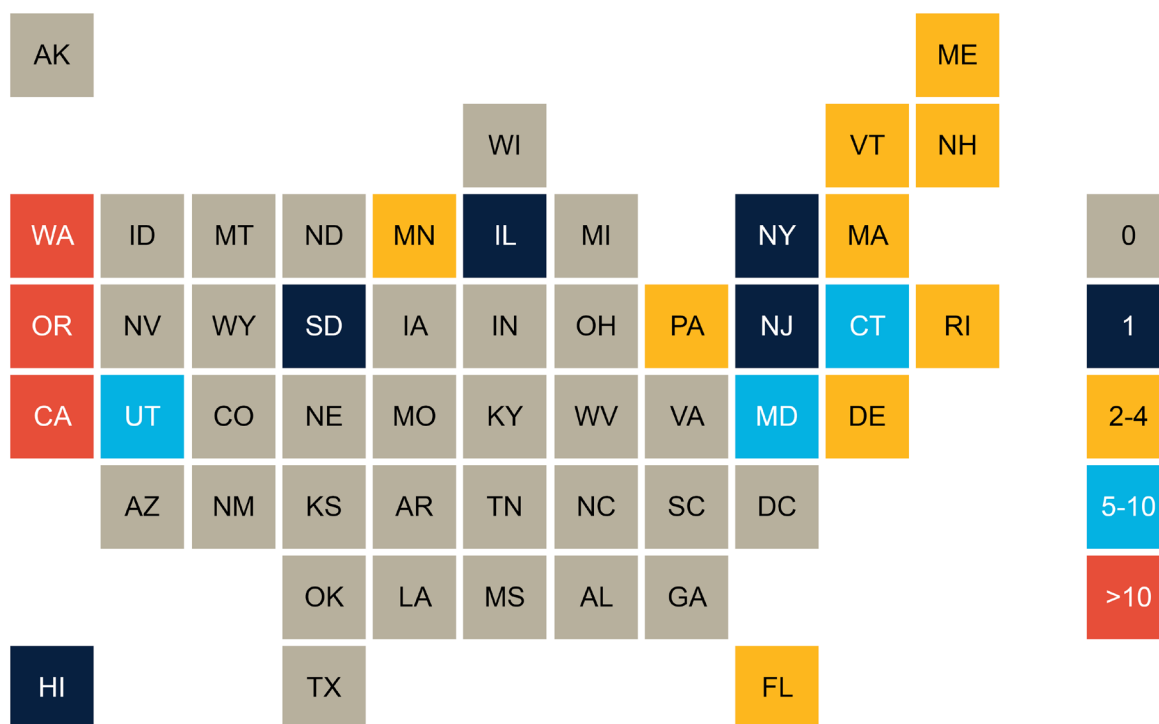 AK ME
WI VT NH
WA ID MT ND MN IL MI NY MA 0
OR NV WY SD IA IN OH PA NJ CT RI 1
CA UT CO NE MO KY WV VA MD DE 2-4
AZ NM KS AR TN NC SC DC 5-10
OK LA MS AL GA >10
HI TX FL